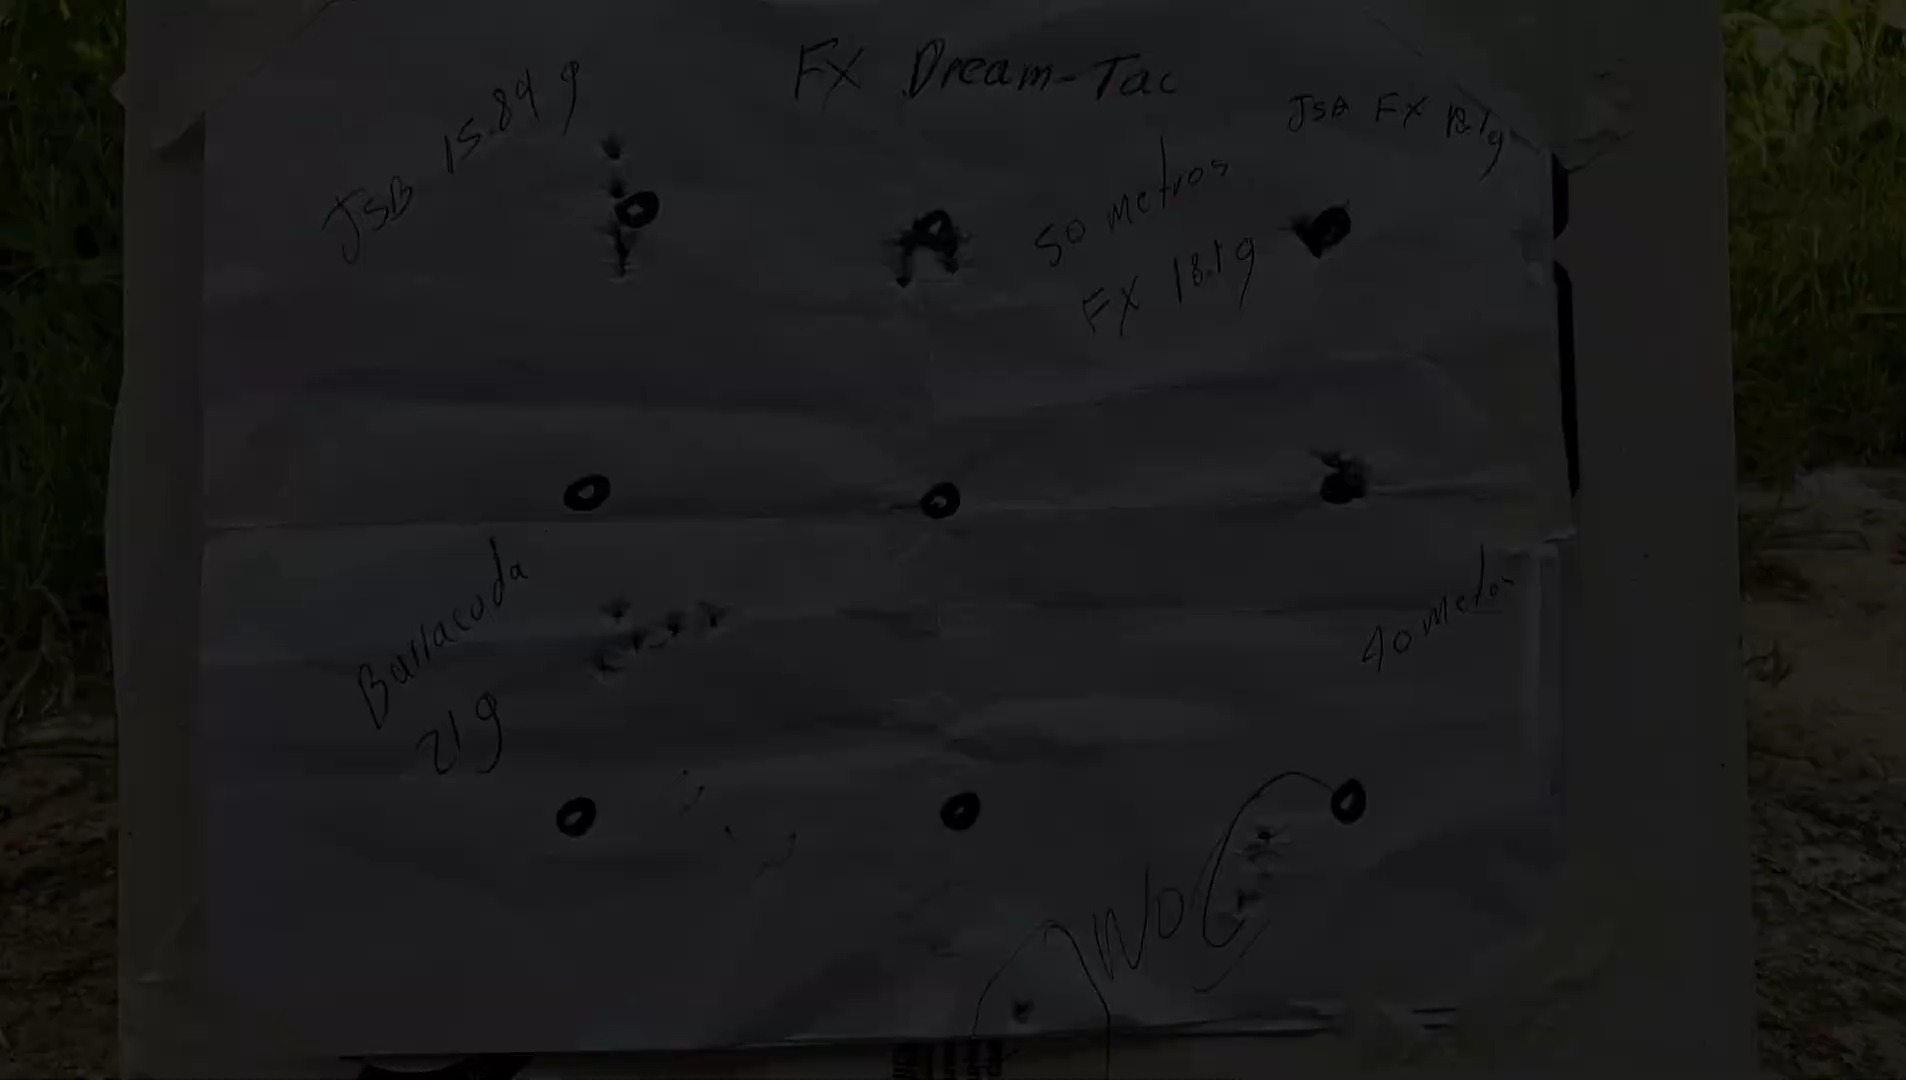 FX Dream-Tac
JSB 15.89 g
JSB FX 18.1g
50 metros
FX 18.1g
Barracuda
21g
40 metros
NO